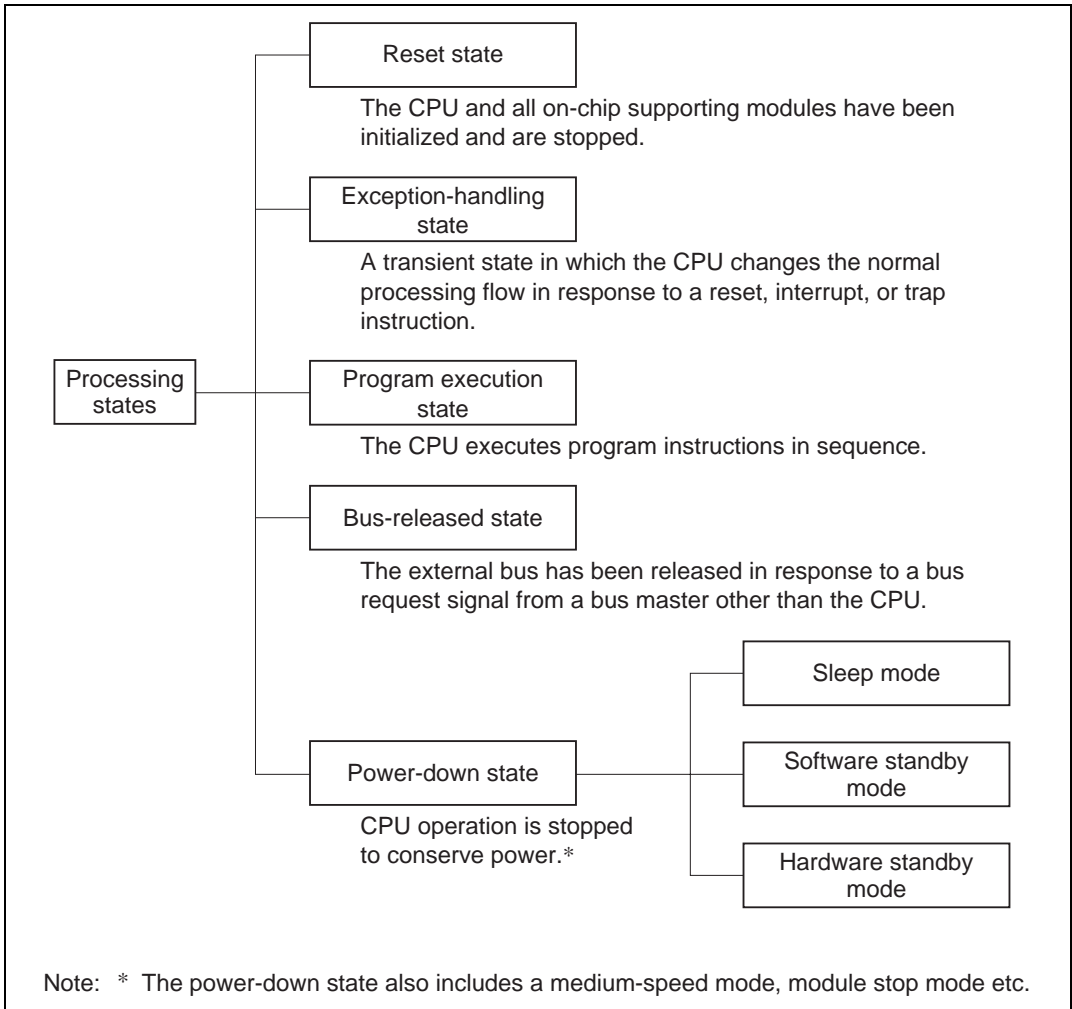 Reset state
The CPU and all on-chip supporting modules have been
initialized and are stopped.
Exception-handling
state
A transient state in which the CPU changes the normal
processing flow in response to a reset, interrupt, or trap
instruction.
Processing
states
Program execution
state
The CPU executes program instructions in sequence.
Bus-released state
The external bus has been released in response to a bus
request signal from a bus master other than the CPU.
Sleep mode
Power-down state
Software standby
mode
CPU operation is stopped
to conserve power.*
Hardware standby
mode
Note: * The power-down state also includes a medium-speed mode, module stop mode etc.